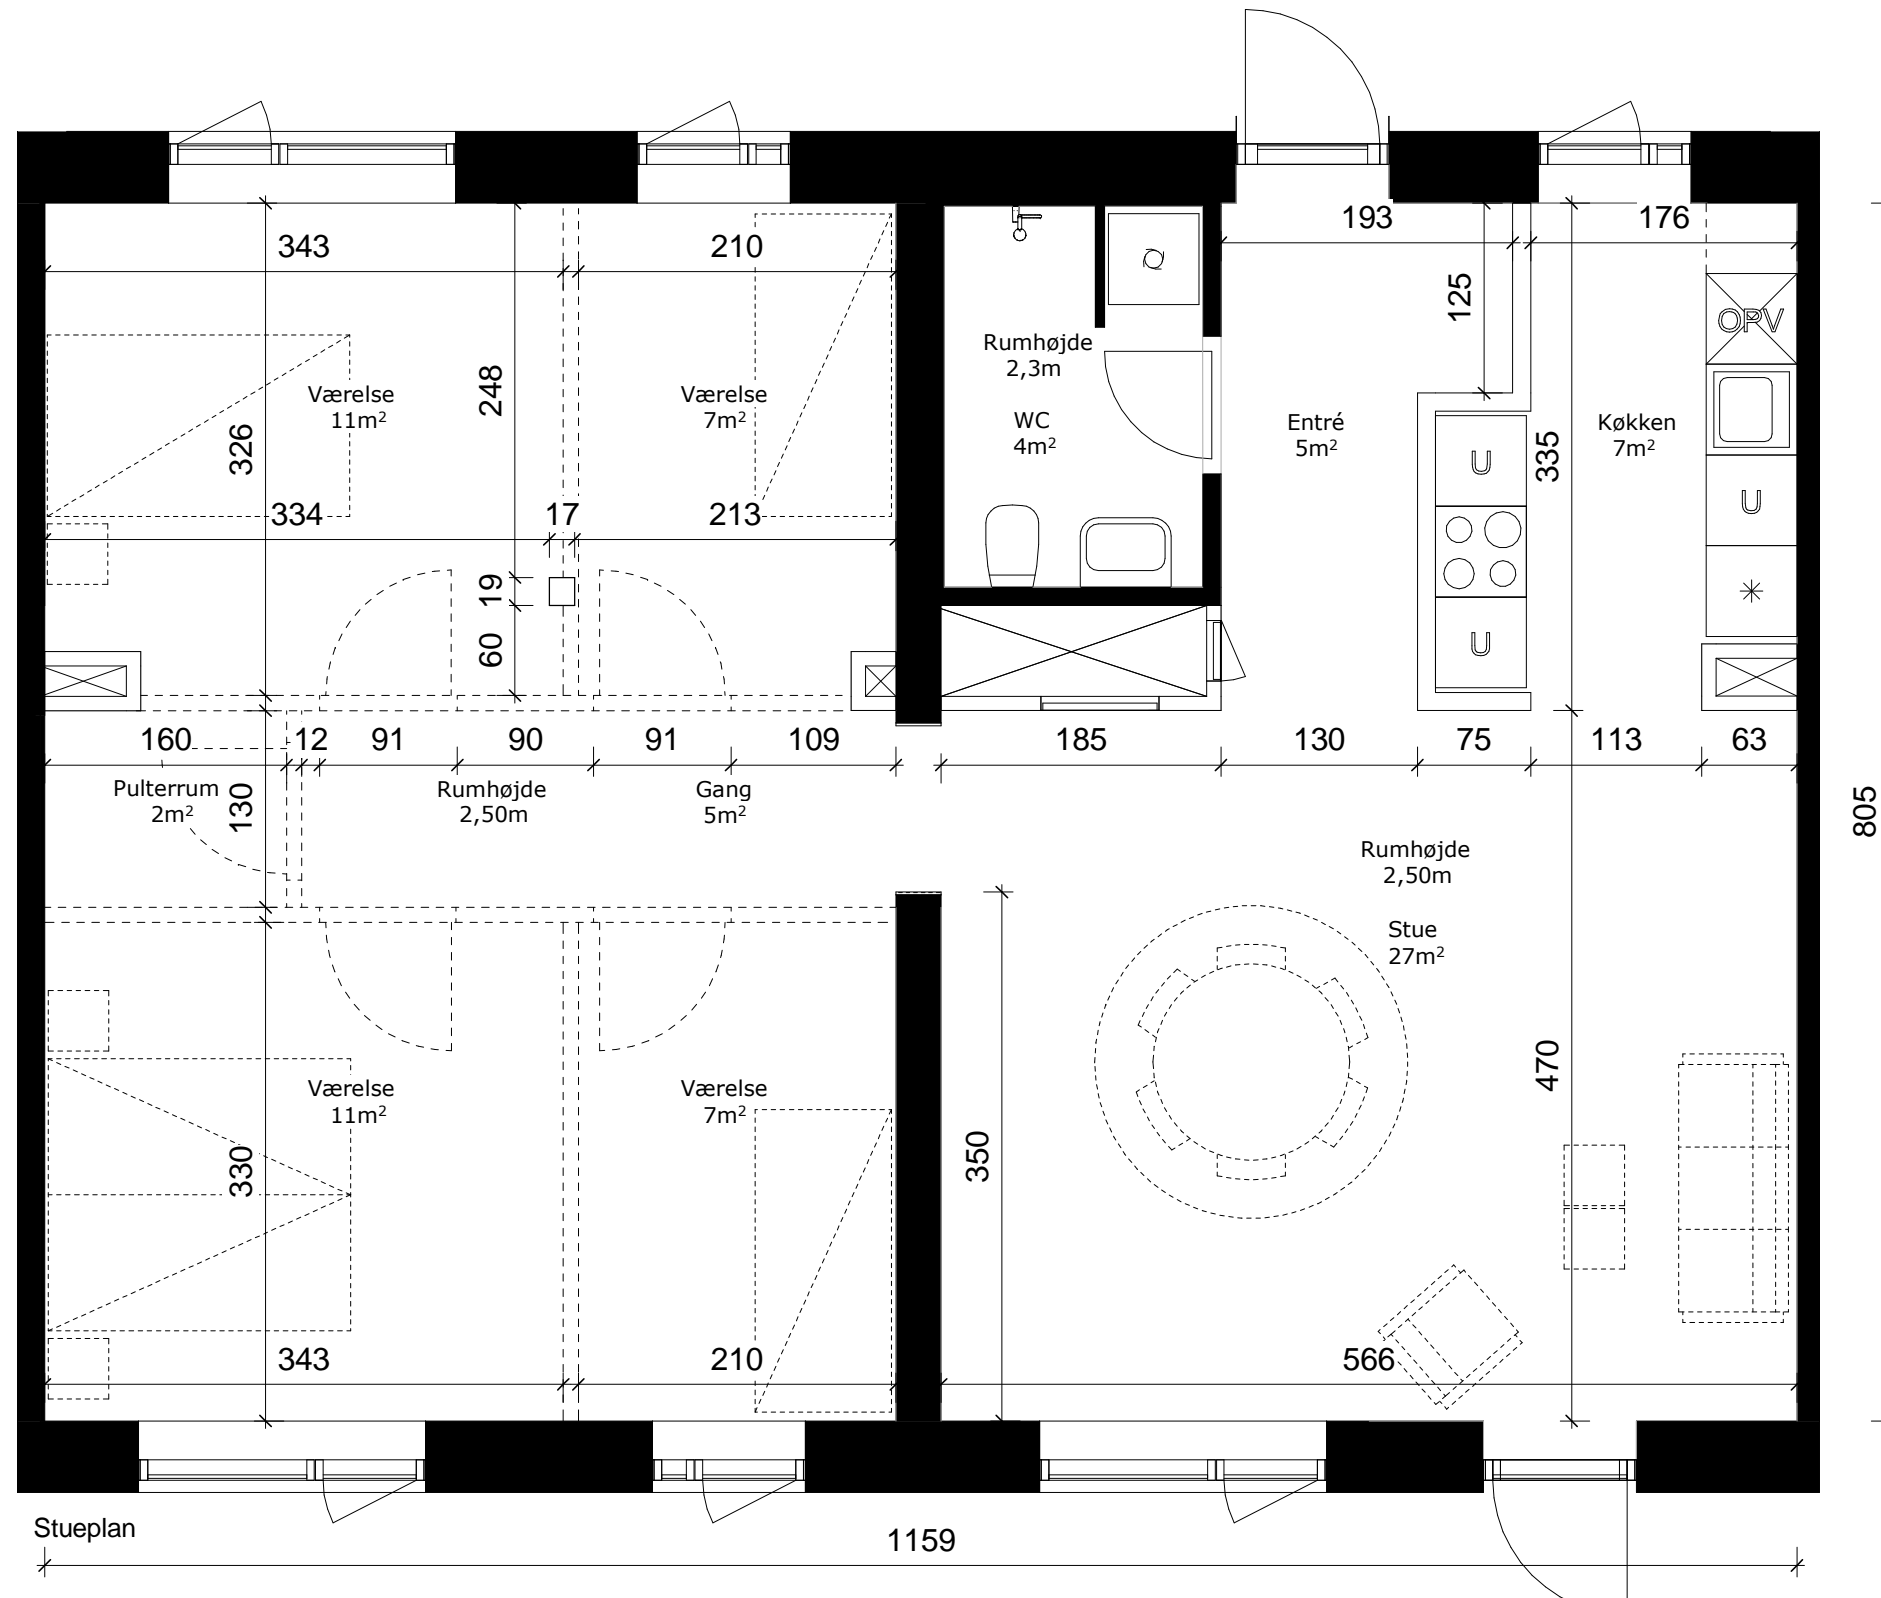 343
210
193
176
125
Rumhøjde
2,3m
OPV
Værelse
11m²
248
Værelse
7m²
WC
4m²
Entré
5m²
Køkken
7m²
326
335
U
U
334
17
213
19
60
U
160
12
91
90
91
109
185
130
75
113
63
Pulterrum
2m²
130
Rumhøjde
2,50m
Gang
5m²
805
Rumhøjde
2,50m
Stue
27m²
Værelse
11m²
Værelse
7m²
470
330
350
343
210
566
Stueplan
1159